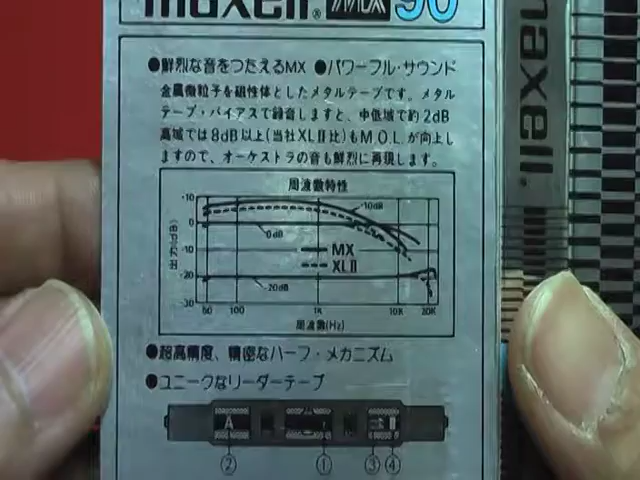 maxell® MX 90
maxell®
●鮮烈な音をつたえるMX ●パワーフル・サウンド
金属微粒子を磁性体としたメタルテープです。メタル
テープ・バイアスで録音しますと、中低域で約2dB
高域では8dB以上(当社XLⅡ比)もM.O.L.が向上し
ますので、オーケストラの音も鮮烈に再現します。
周波数特性
出力(dB)
+10
0
-10
-20
-30
+10dB
0dB
MX
XLⅡ
-20dB
100 1K 10K 20K
周波数(Hz)
●超高精度、精密なハーフ・メカニズム
●ユニークなリーダーテープ
A
② ① ③ ④